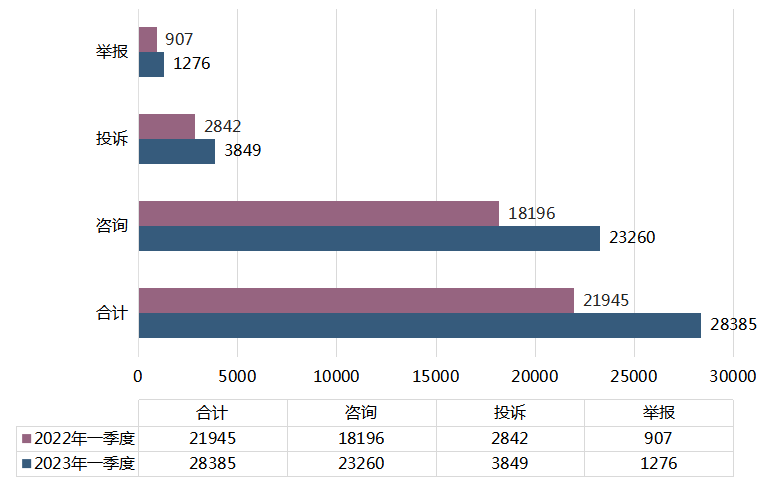 举报
907
1276
投诉
2842
3849
咨询
18196
23260
合计
21945
28385
0 5000 10000 15000 20000 25000 30000
合计 咨询 投诉 举报
2022年一季度 21945 18196 2842 907
2023年一季度 28385 23260 3849 1276